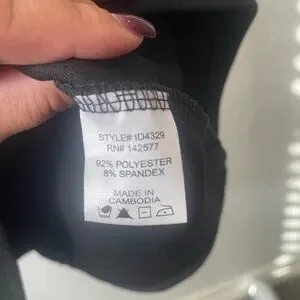 STYLE# ID4329
RN# 142577
92% POLYESTER
8% SPANDEX
MADE IN
CAMBODIA